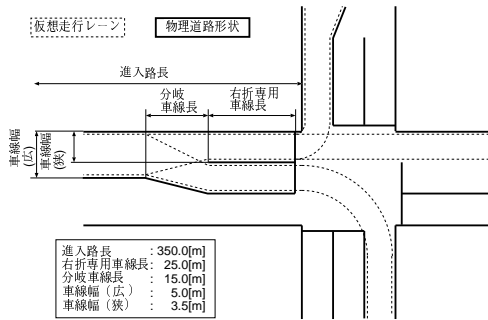 仮想走行レーン
物理道路形状
進入路長
分岐
車線長
右折専用
車線長
車線幅
(広)
車線幅
(狭)
進入路長 : 350.0[m]
右折専用車線長: 25.0[m]
分岐車線長 : 15.0[m]
車線幅（広） : 5.0[m]
車線幅（狭） : 3.5[m]